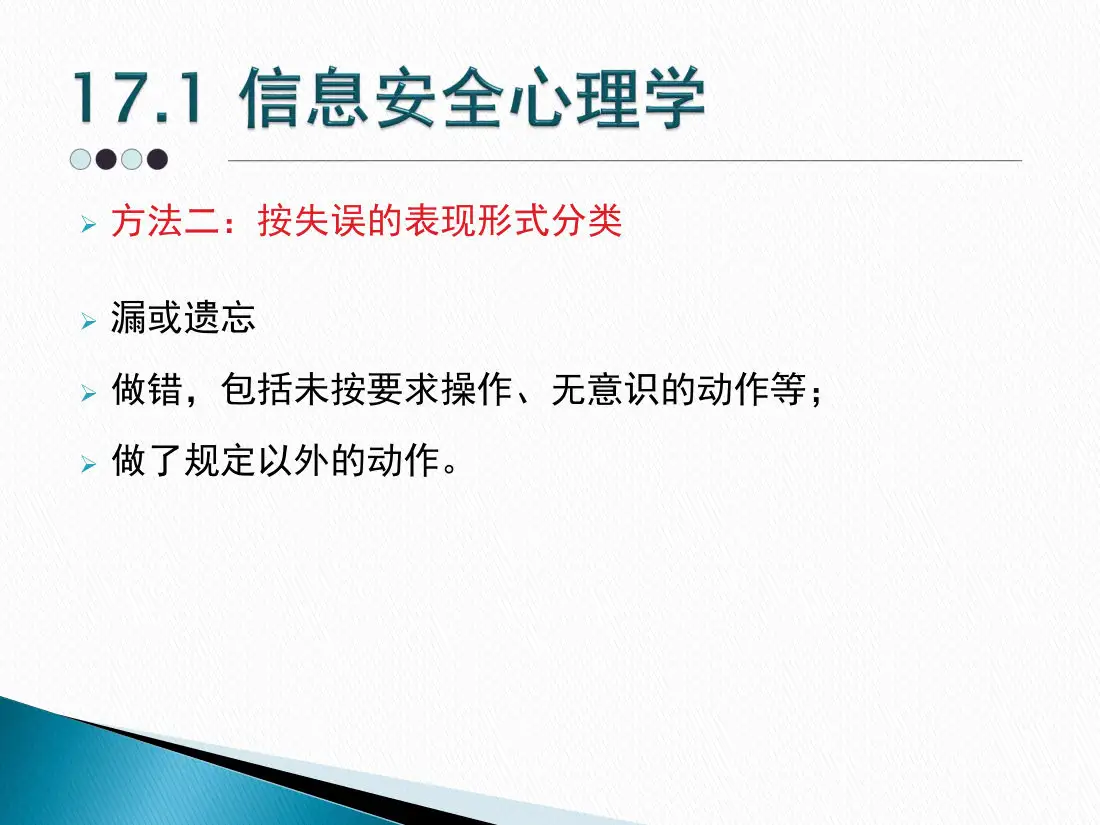 17.1 信息安全心理学
方法二：按失误的表现形式分类
漏或遗忘
做错，包括未按要求操作、无意识的动作等；
做了规定以外的动作。